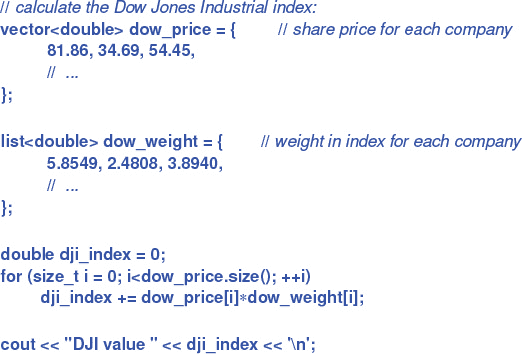 // calculate the Dow Jones Industrial index:
vector<double> dow_price = { // share price for each company
81.86, 34.69, 54.45,
// ...
};
list<double> dow_weight = { // weight in index for each company
5.8549, 2.4808, 3.8940,
// ...
};
double dji_index = 0;
for (size_t i = 0; i<dow_price.size(); ++i)
dji_index += dow_price[i]*dow_weight[i];
cout << "DJI value " << dji_index << '\n';